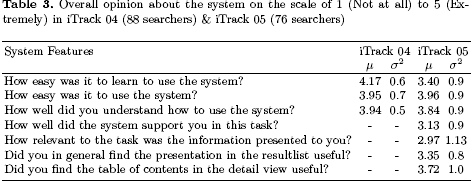 Table 3. Overall opinion about the system on the scale of 1 (Not at all) to 5 (Ex-
tremely) in iTrack 04 (88 searchers) & iTrack 05 (76 searchers)
System Features iTrack 04 iTrack 05
μ σ² μ σ²
How easy was it to learn to use the system? 4.17 0.6 3.40 0.9
How easy was it to use the system? 3.95 0.7 3.96 0.9
How well did you understand how to use the system? 3.94 0.5 3.84 0.9
How well did the system support you in this task? - - 3.13 0.9
How relevant to the task was the information presented to you? - - 2.97 1.13
Did you in general find the presentation in the resultlist useful? - - 3.35 0.8
Did you find the table of contents in the detail view useful? - - 3.72 1.0